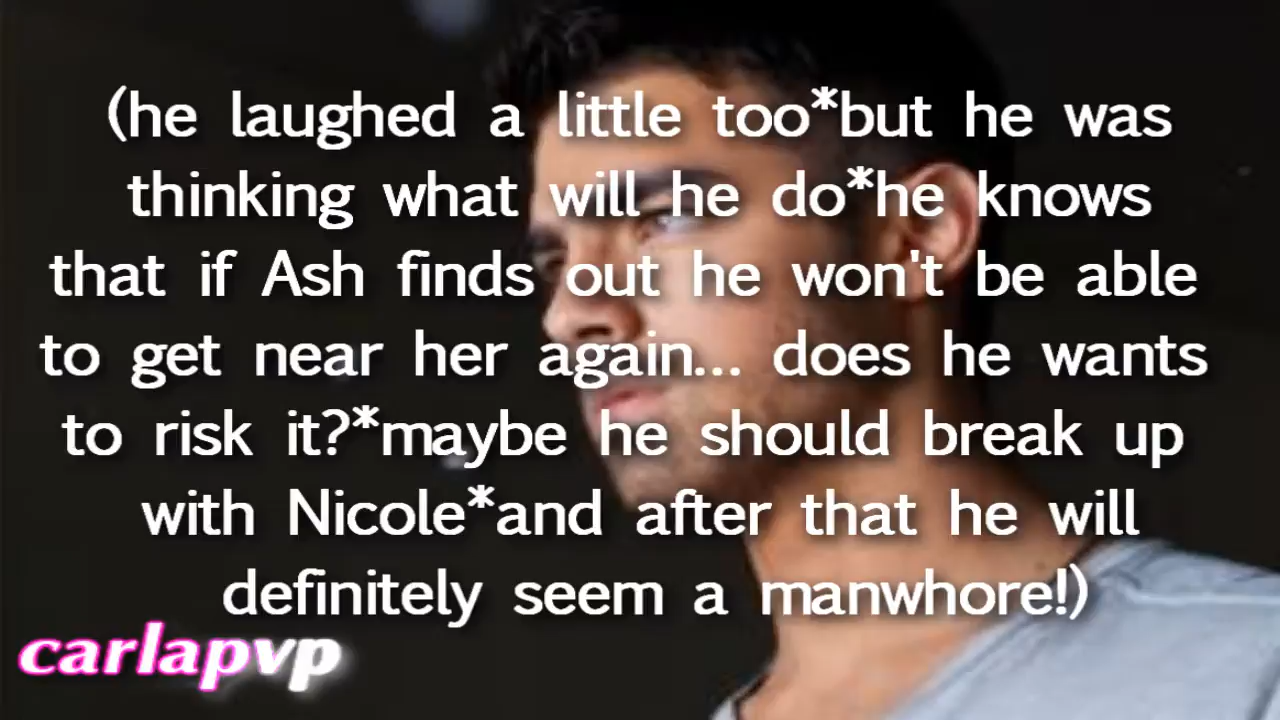 (he laughed a little too*but he was
thinking what will he do*he knows
that if Ash finds out he won't be able
to get near her again... does he wants
to risk it?*maybe he should break up
with Nicole*and after that he will
definitely seem a manwhore!)
carlapvp